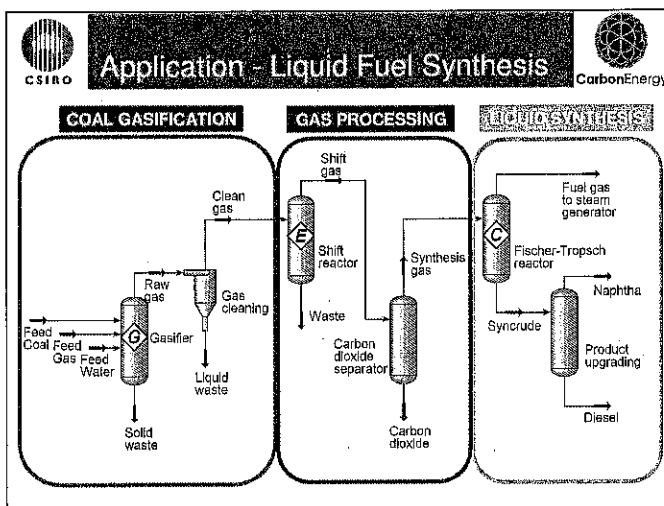 CSIRO
Application - Liquid Fuel Synthesis
CarbonEnergy
COAL GASIFICATION
GAS PROCESSING
LIQUID SYNTHESIS
Clean
gas
Raw
gas
Gas
cleaning
Feed
Coal
Feed
Gas
Feed
Water
G
Gasifier
Liquid
waste
Solid
waste
Shift
gas
E
Shift
reactor
Waste
Synthesis
gas
Carbon
dioxide
separator
Carbon
dioxide
Fuel gas
to steam
generator
C
Fischer-Tropsch
reactor
Syncrude
Naphtha
Product
upgrading
Diesel